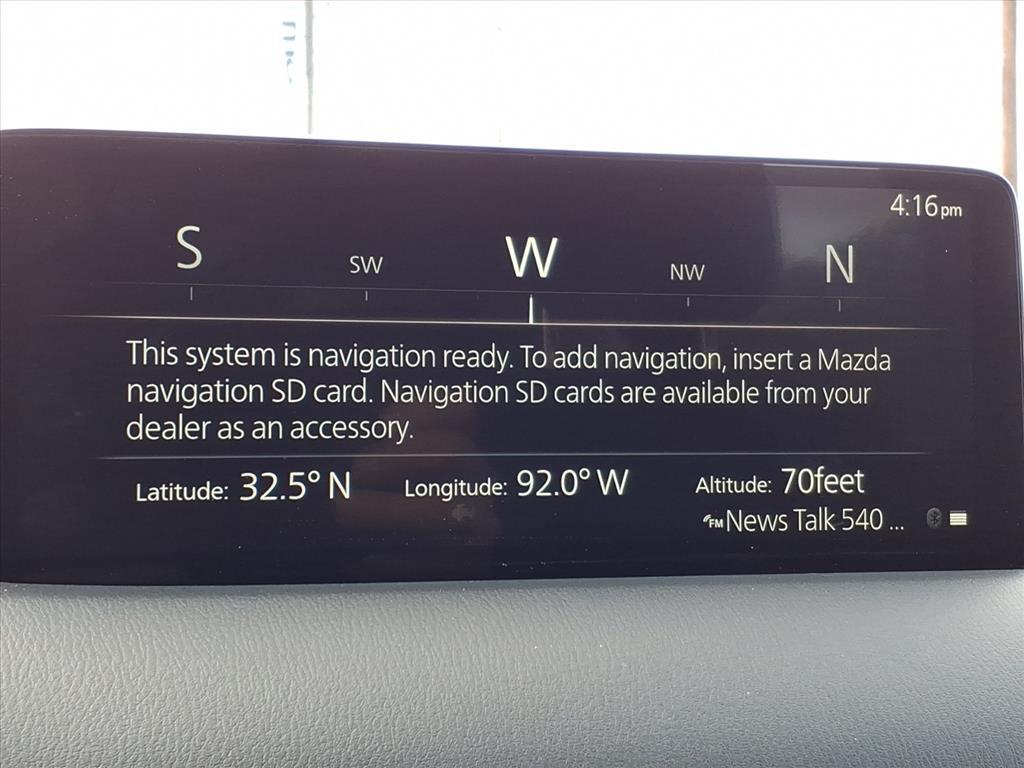 4:16pm
S SW W NW N
This system is navigation ready. To add navigation, insert a Mazda
navigation SD card. Navigation SD cards are available from your
dealer as an accessory.
Latitude: 32.5° N Longitude: 92.0° W Altitude: 70feet
FM News Talk 540 ...